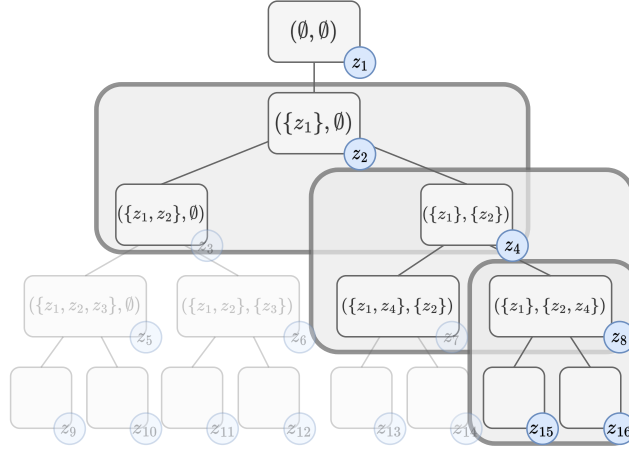 (∅, ∅)
z₁
({z₁}, ∅)
z₂
({z₁, z₂}, ∅)
z₃
({z₁}, {z₂})
z₄
({z₁, z₂, z₃}, ∅)
z₅
({z₁, z₂}, {z₃})
z₆
({z₁, z₄}, {z₂})
z₇
({z₁}, {z₂, z₄})
z₈
z₉
z₁₀
z₁₁
z₁₂
z₁₃
z₁₄
z₁₅
z₁₆